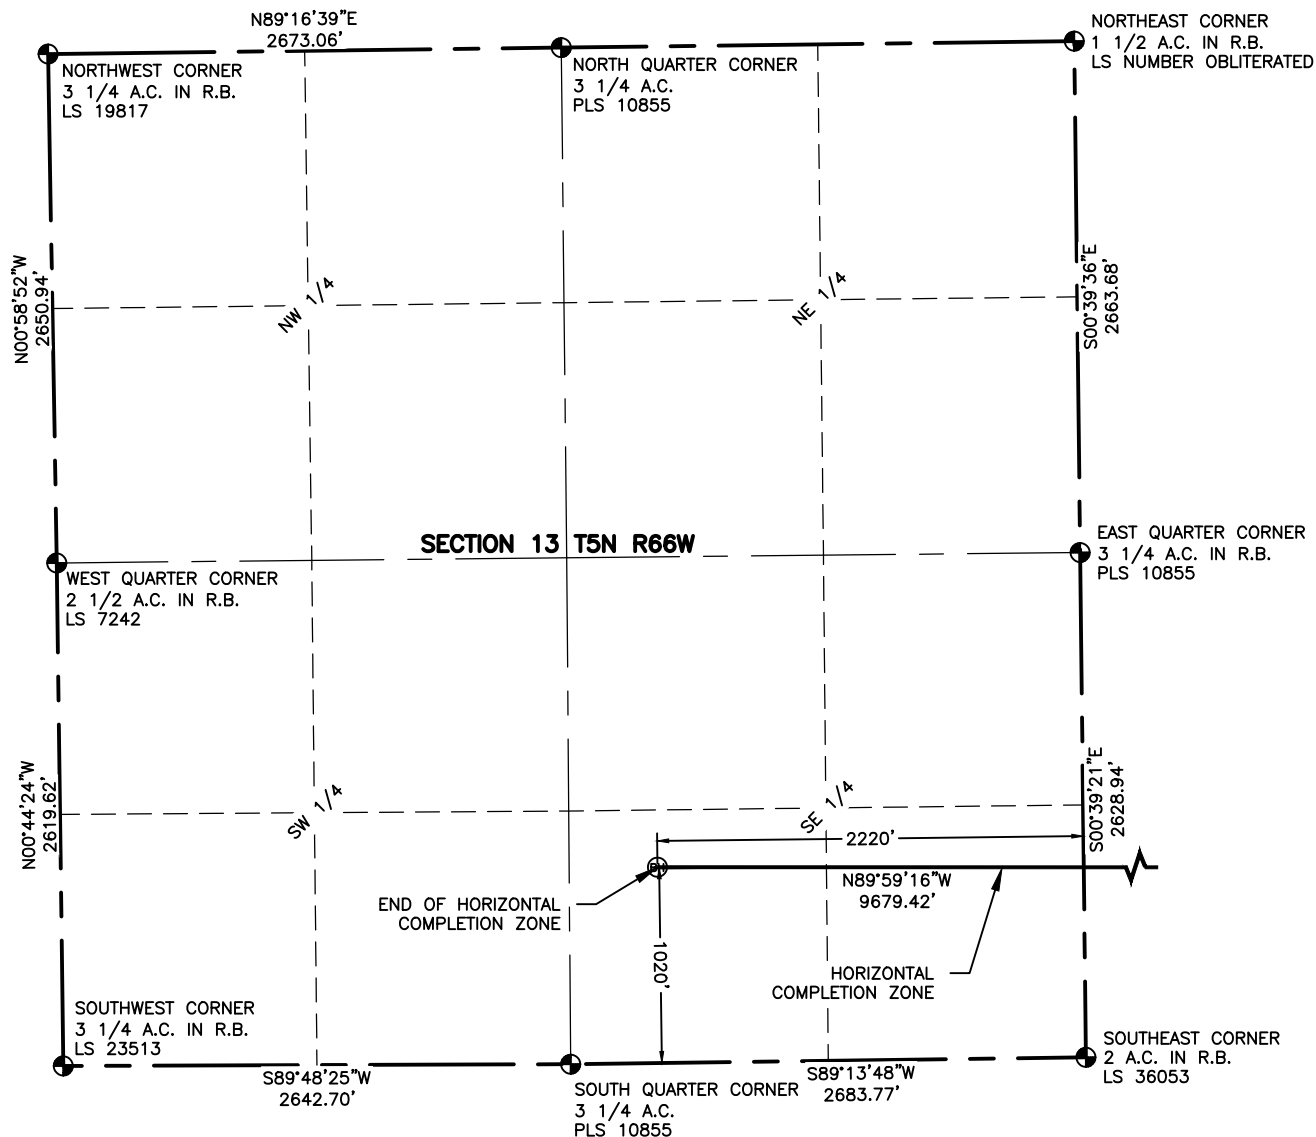 N89°16'39"E
2673.06'
NORTHWEST CORNER
3 1/4 A.C. IN R.B.
LS 19817
NORTH QUARTER CORNER
3 1/4 A.C.
PLS 10855
NORTHEAST CORNER
1 1/2 A.C. IN R.B.
LS NUMBER OBLITERATED
N00°58'52"W
2650.94'
NW 1/4
NE 1/4
S00°39'36"E
2663.68'
SECTION 13 T5N R66W
WEST QUARTER CORNER
2 1/2 A.C. IN R.B.
LS 7242
EAST QUARTER CORNER
3 1/4 A.C. IN R.B.
PLS 10855
N00°44'24"W
2619.62'
SW 1/4
SE 1/4
S00°39'21"E
2628.94'
2220'
N89°59'16"W
9679.42'
END OF HORIZONTAL
COMPLETION ZONE
1020'
HORIZONTAL
COMPLETION ZONE
SOUTHWEST CORNER
3 1/4 A.C. IN R.B.
LS 23513
S89°48'25"W
2642.70'
SOUTH QUARTER CORNER
3 1/4 A.C.
PLS 10855
S89°13'48"W
2683.77'
SOUTHEAST CORNER
2 A.C. IN R.B.
LS 36053